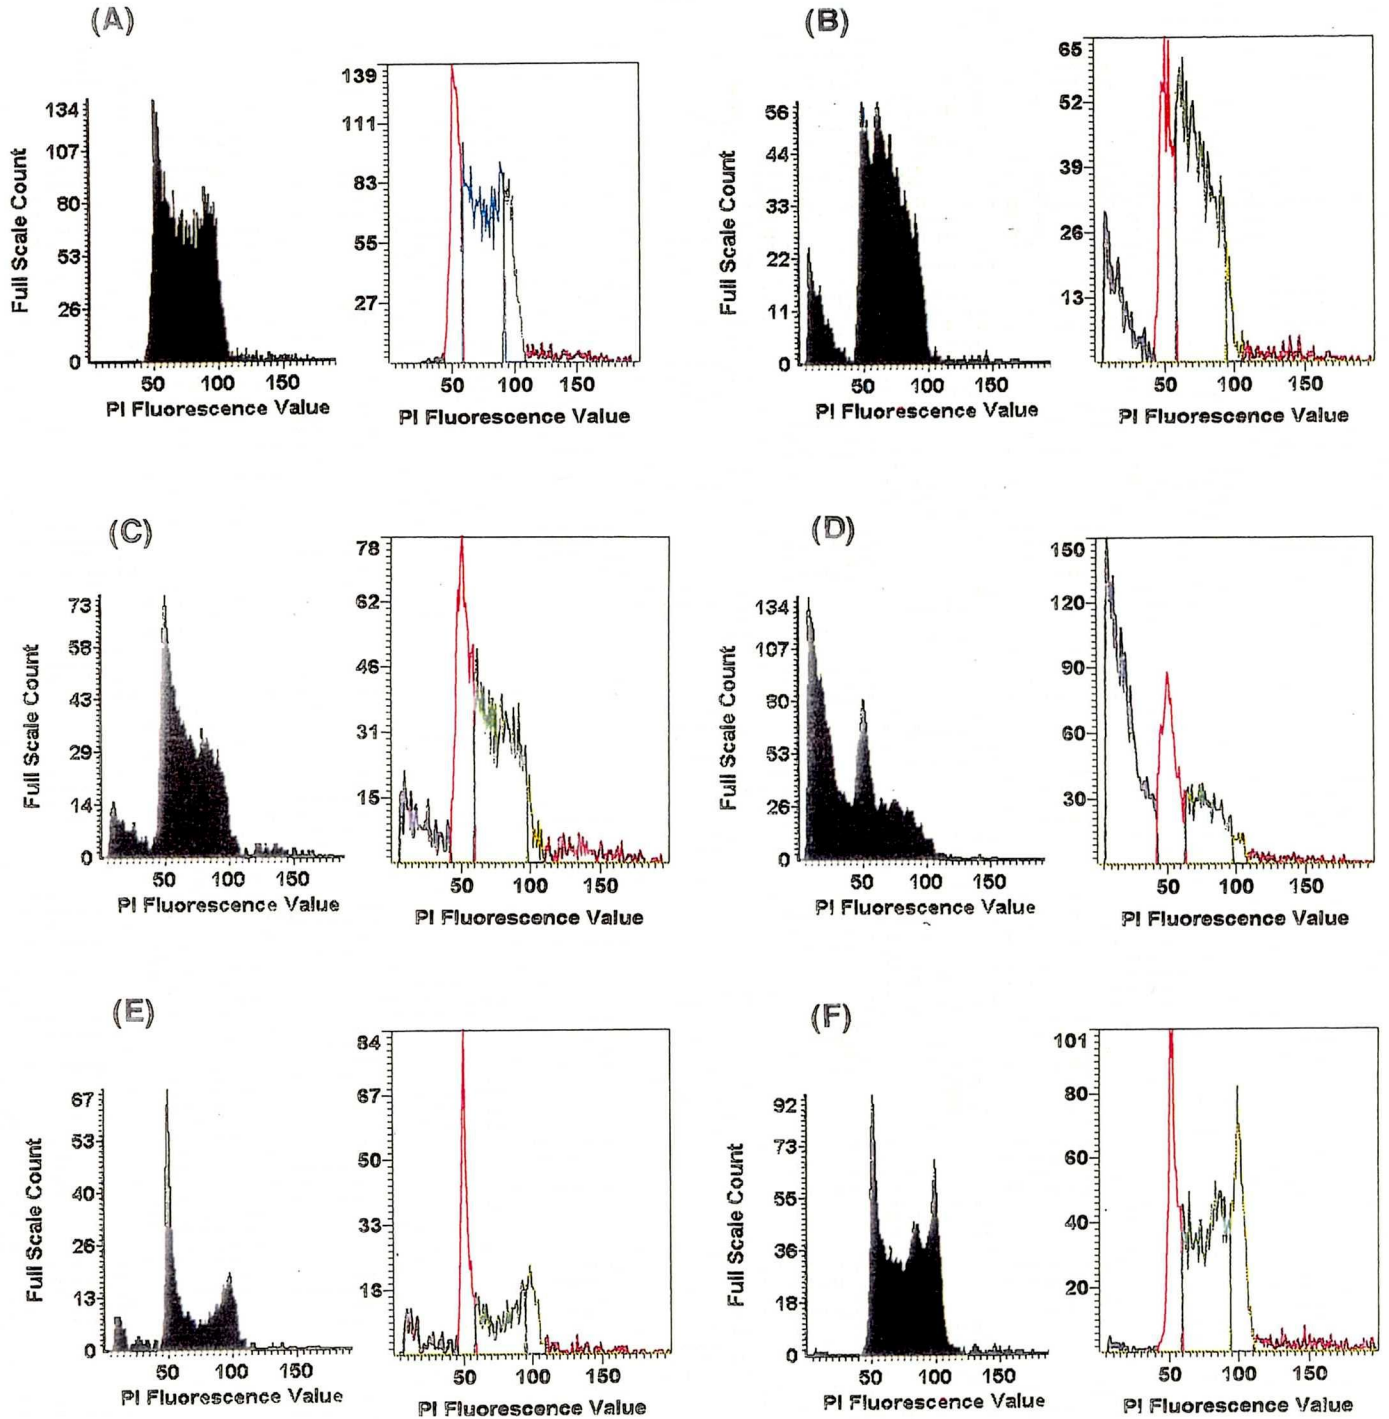 (A)
(B)
Full Scale Count
134
107
80
53
26
0
50 100 150
PI Fluorescence Value
139
111
83
55
27
50 100 150
PI Fluorescence Value
Full Scale Count
56
44
33
22
11
0
50 100 150
PI Fluorescence Value
65
52
39
26
13
50 100 150
PI Fluorescence Value
(C)
(D)
Full Scale Count
73
58
43
29
14
0
50 100 150
PI Fluorescence Value
78
62
46
31
15
50 100 150
PI Fluorescence Value
Full Scale Count
134
107
80
53
26
0
50 100 150
PI Fluorescence Value
150
120
90
60
30
50 100 150
PI Fluorescence Value
(E)
(F)
Full Scale Count
67
53
40
26
13
0
50 100 150
PI Fluorescence Value
84
67
50
33
16
50 100 150
PI Fluorescence Value
Full Scale Count
92
73
55
36
18
0
50 100 150
PI Fluorescence Value
101
80
60
40
20
50 100 150
PI Fluorescence Value